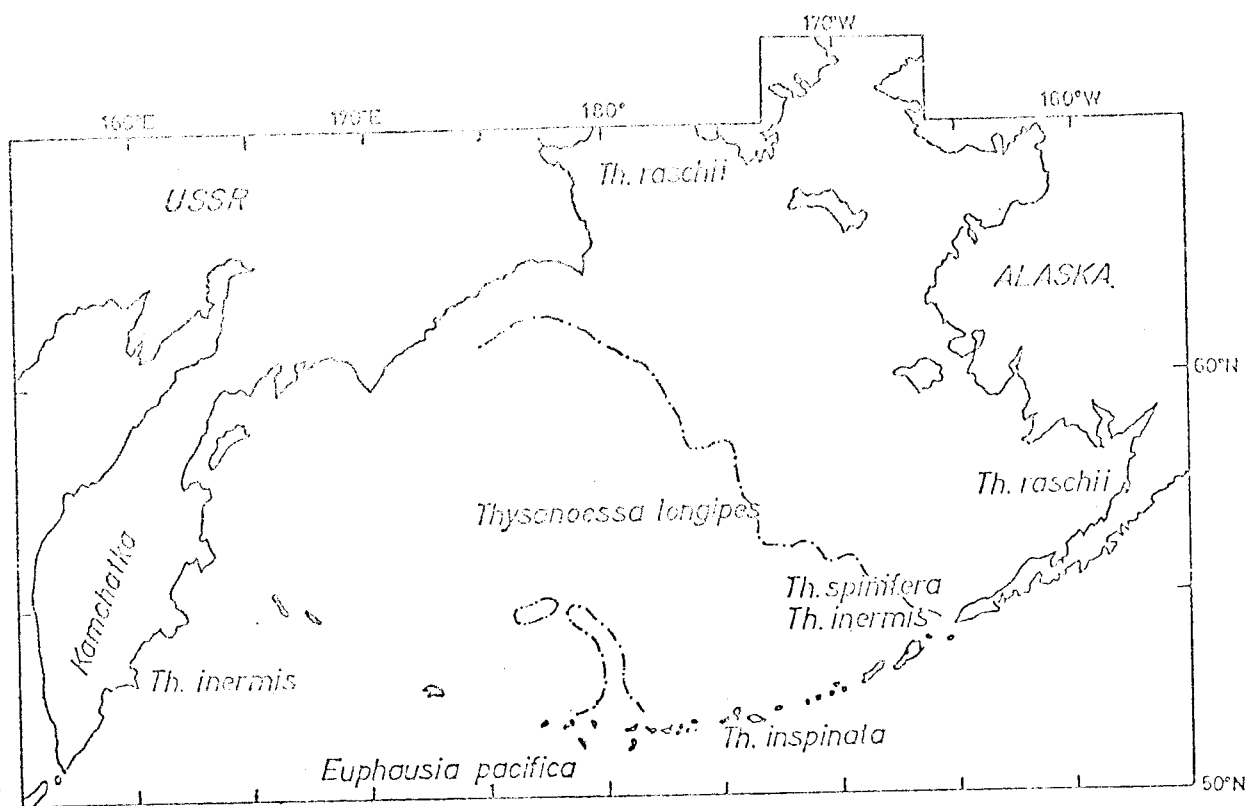 170°W
160°E
170°E
180°
160°W
Th. raschii
USSR
ALASKA
60°N
Th. raschii
Thysanoessa longipes
Kamchatka
Th. spinifera
Th. inermis
Th. inermis
Th. inspinata
Euphausia pacifica
50°N